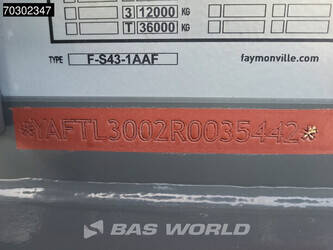 70302347
3 12000 KG
T 36000 KG
TYPE F-S43-1AAF
faymonville.com
*YAFTL3002R0035442*
BAS WORLD